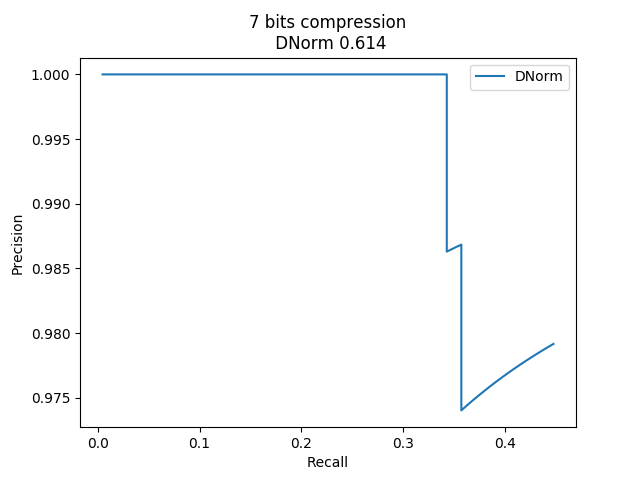 7 bits compression
DNorm 0.614
DNorm
1.000
0.995
0.990
0.985
0.980
0.975
Precision
0.0 0.1 0.2 0.3 0.4
Recall